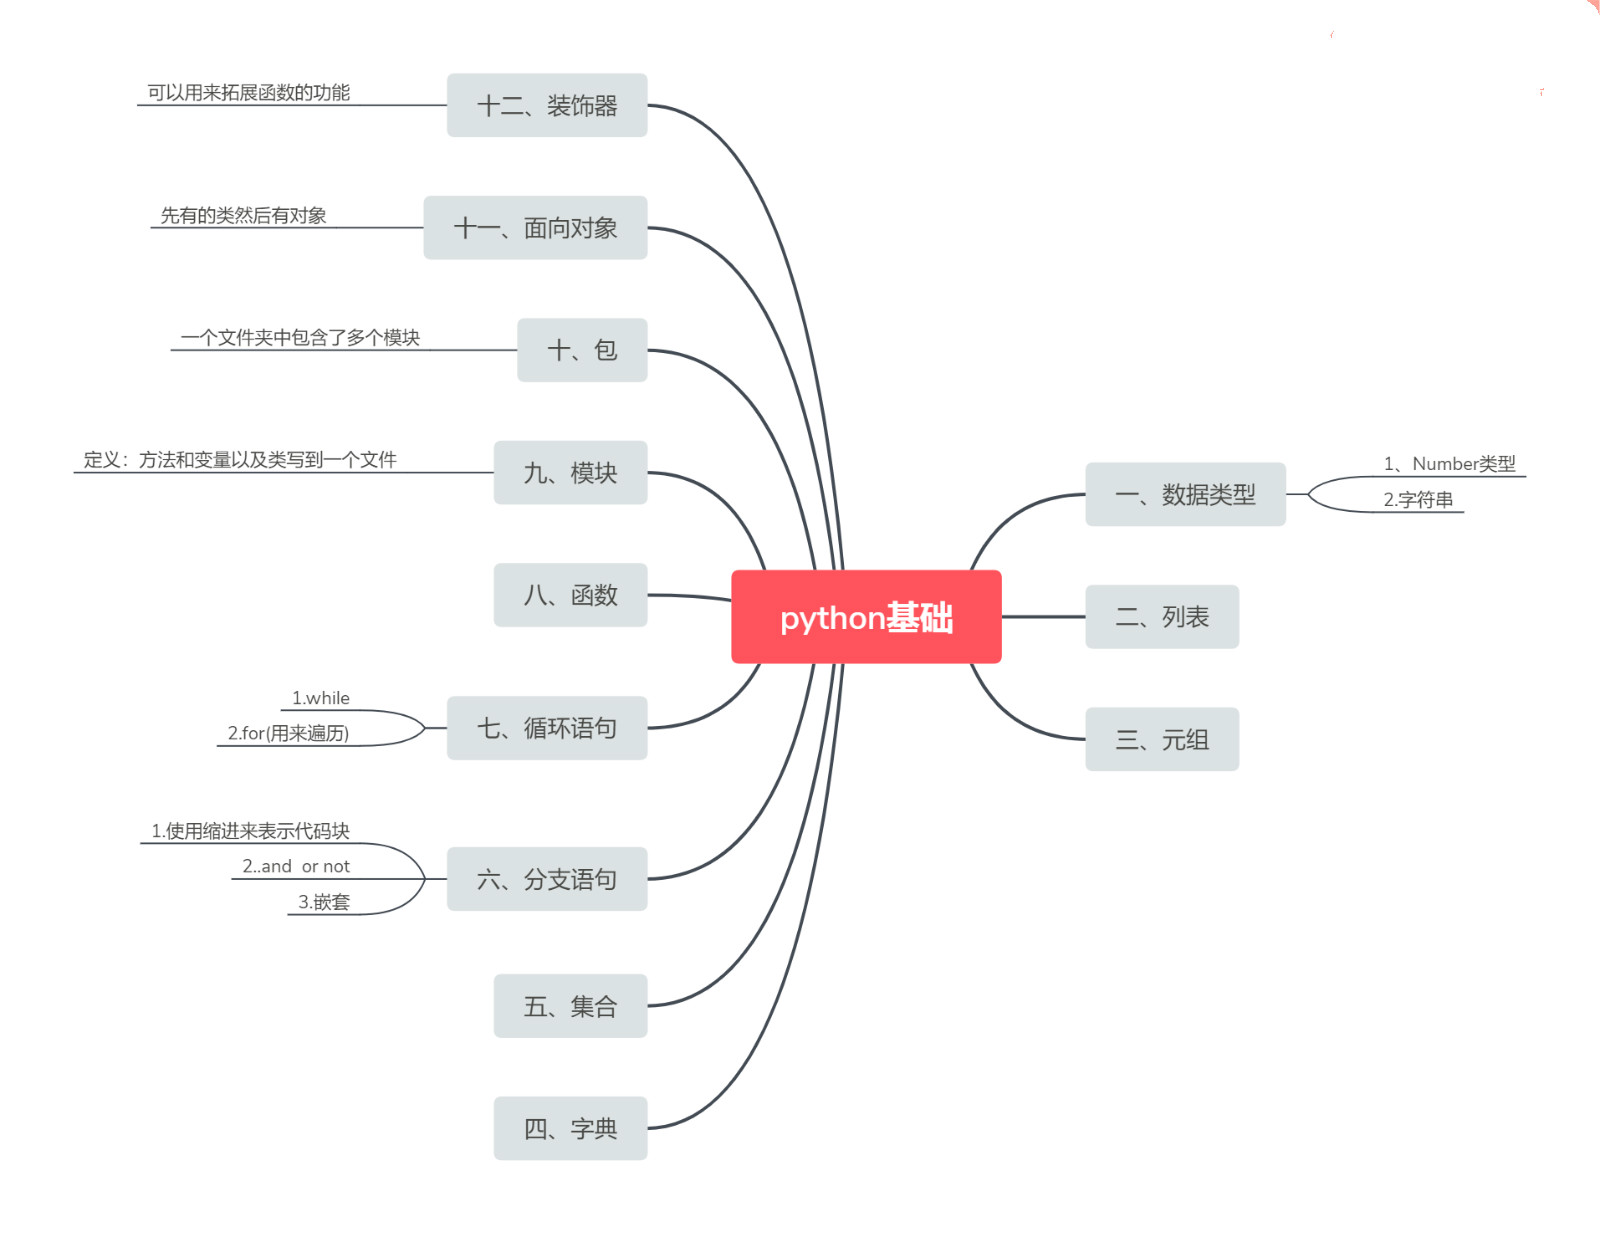 python基础
一、数据类型
1、Number类型
2.字符串
二、列表
三、元组
四、字典
五、集合
六、分支语句
1.使用缩进来表示代码块
2..and  or not
3.嵌套
七、循环语句
1.while
2.for(用来遍历)
八、函数
九、模块
定义：方法和变量以及类写到一个文件
十、包
一个文件夹中包含了多个模块
十一、面向对象
先有的类然后有对象
十二、装饰器
可以用来拓展函数的功能